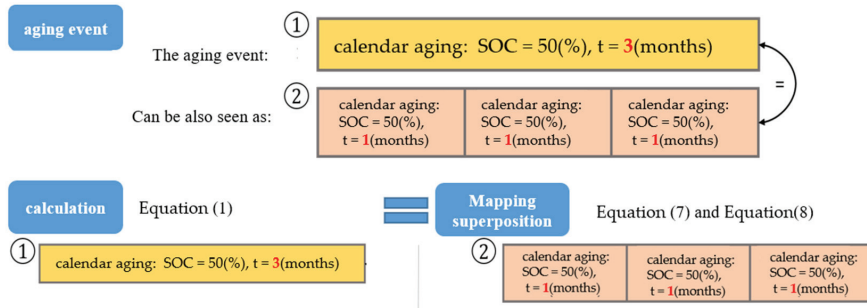 aging event
①
The aging event:
calendar aging: SOC = 50(%), t = 3(months)
=
②
Can be also seen as:
calendar aging:
SOC = 50(%),
t = 1(months)
calendar aging:
SOC = 50(%),
t = 1(months)
calendar aging:
SOC = 50(%),
t = 1(months)
calculation
Equation (1)
Mapping
superposition
Equation (7) and Equation(8)
①
calendar aging: SOC = 50(%), t = 3(months)
②
calendar aging:
SOC = 50(%),
t = 1(months)
calendar aging:
SOC = 50(%),
t = 1(months)
calendar aging:
SOC = 50(%),
t = 1(months)